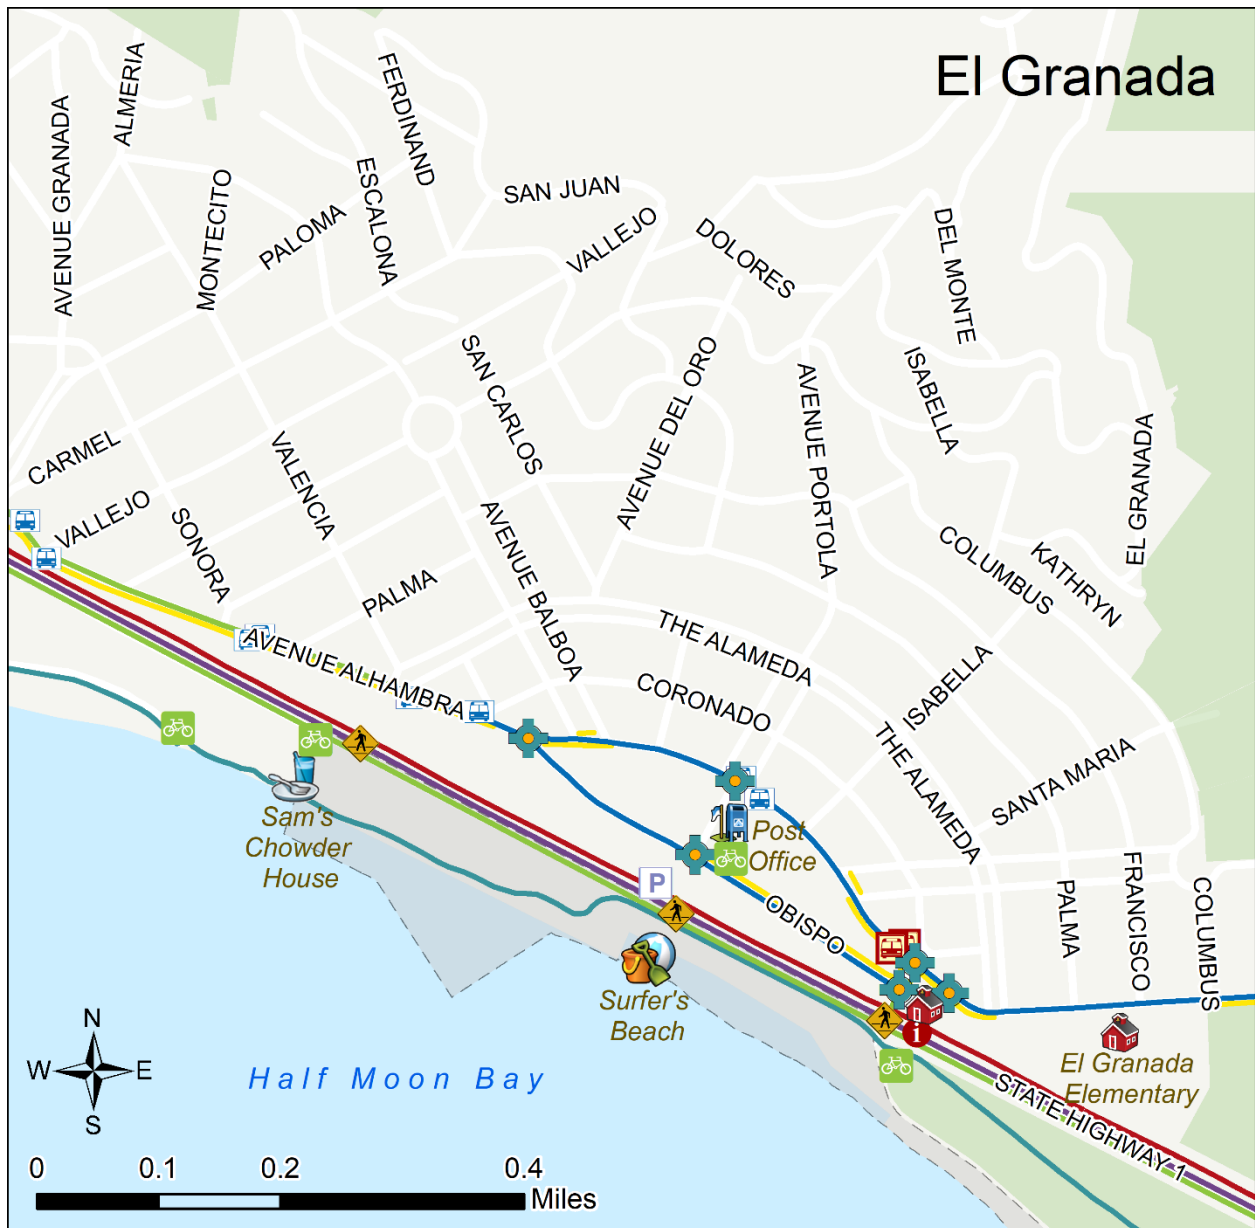 El Granada
AVENUE GRANADA
ALMERIA
MONTECITO
PALOMA
ESCALONA
FERDINAND
SAN JUAN
VALLEJO
DOLORES
DEL MONTE
ISABELLA
SAN CARLOS
AVENUE DEL ORO
AVENUE PORTOLA
EL GRANADA
CARMEL
VALLEJO
SONORA
VALENCIA
PALMA
AVENUE BALBOA
COLUMBUS
KATHRYN
THE ALAMEDA
AVENUE ALHAMBRA
CORONADO
ISABELLA
THE ALAMEDA
SANTA MARIA
Sam's
Chowder
House
Post
Office
P
OBISPO
PALMA
FRANCISCO
COLUMBUS
Surfer's
Beach
i
El Granada
Elementary
STATE HIGHWAY 1
Half Moon Bay
N
W
E
S
0
0.1
0.2
0.4
Miles